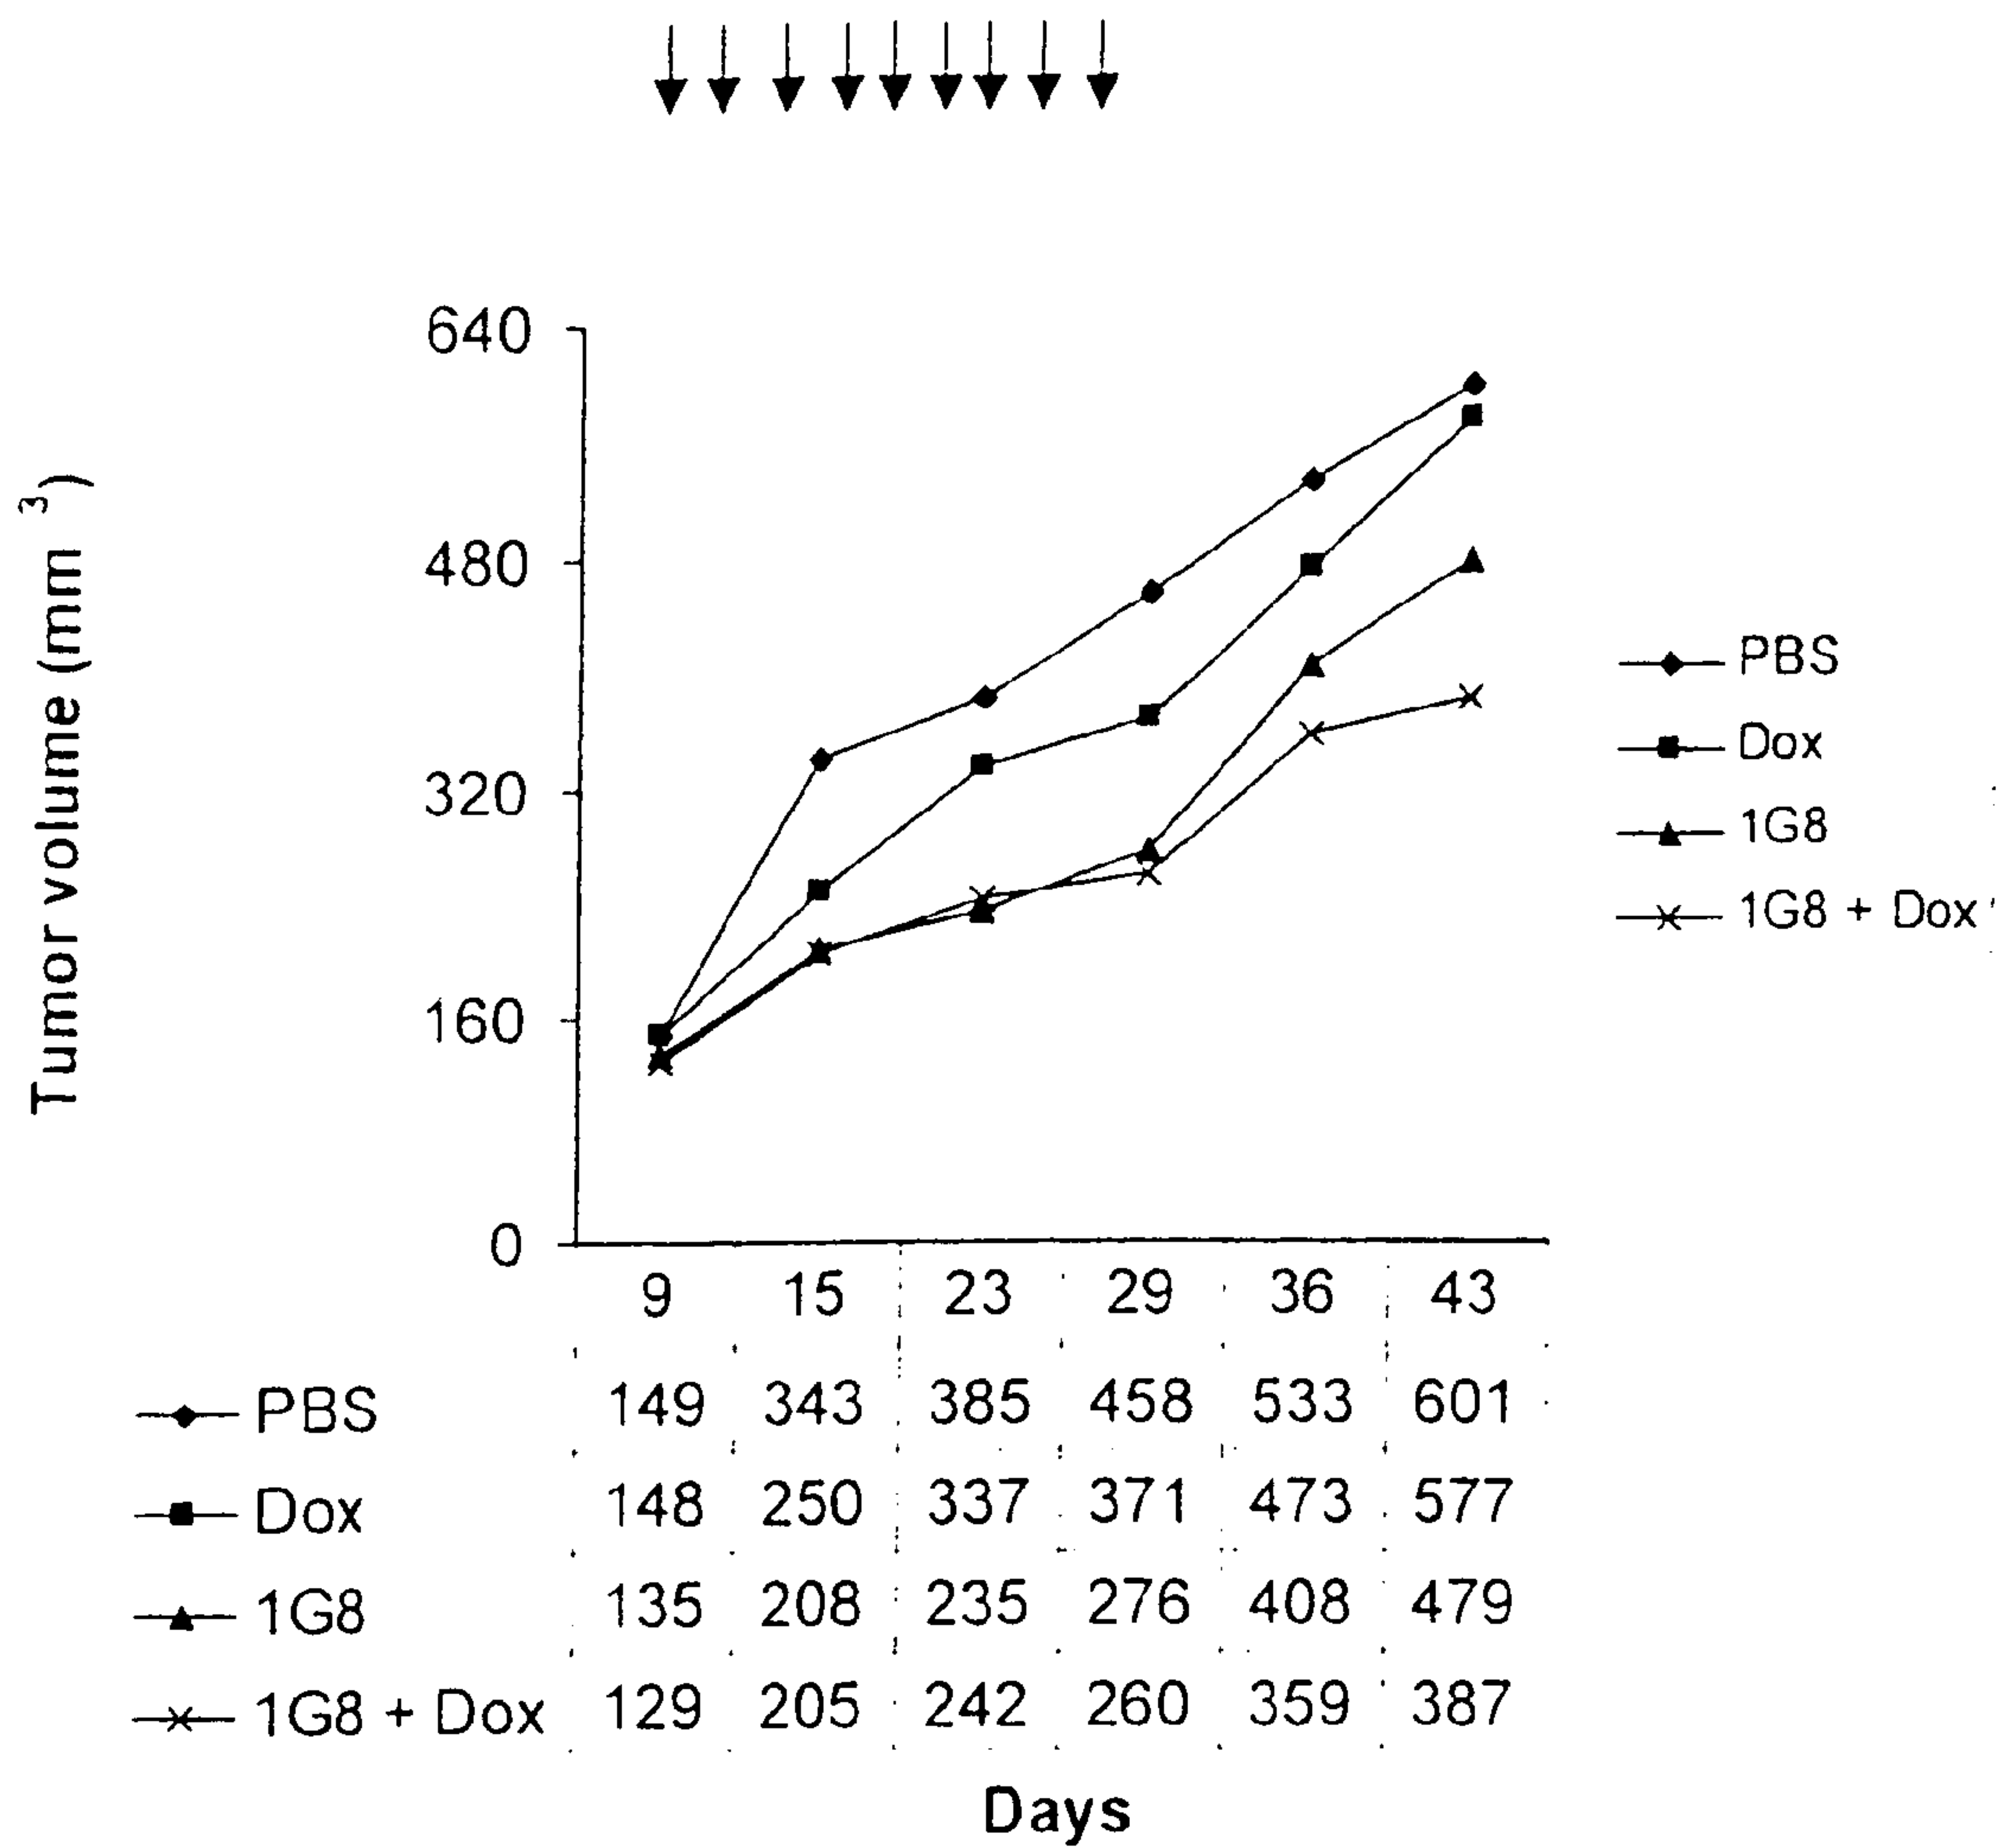 640
480
320
160
0
Tumor volume (mm 3)
PBS
Dox
1G8
1G8 + Dox
9 15 23 29 36 43
PBS 149 343 385 458 533 601
Dox 148 250 337 371 473 577
1G8 135 208 235 276 408 479
1G8 + Dox 129 205 242 260 359 387
Days